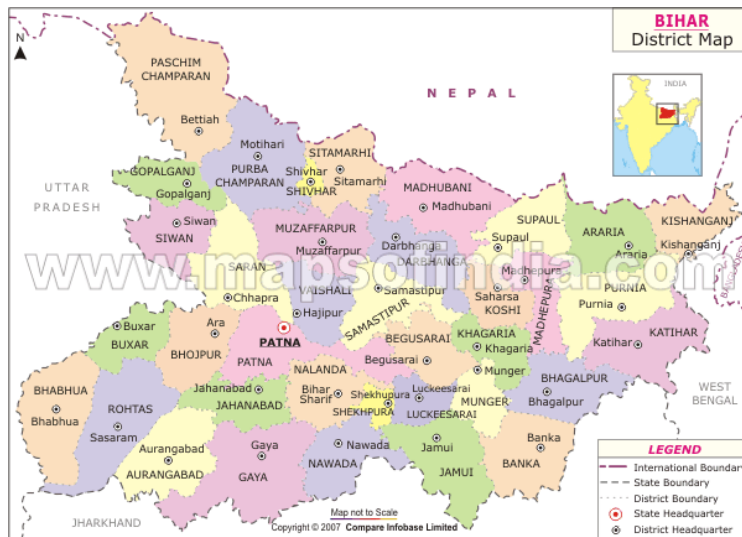 BIHAR
District Map
N
INDIA
NEPAL
PASCHIM
CHAMPARAN
Bettiah
Motihari
PURBA
CHAMPARAN
SITAMARHI
Sitamarhi
Shivhar
SHIVHAR
GOPALGANJ
Gopalganj
UTTAR
PRADESH
Siwan
SIWAN
MADHUBANI
Madhubani
MUZAFFARPUR
Muzaffarpur
Darbhanga
DARBHANGA
SUPAUL
Supaul
ARARIA
Araria
KISHANGANJ
Kishanganj
www.mapsofindia.com
SARAN
Chhapra
VAISHALI
Hajipur
Samastipur
SAMASTIPUR
Madhepura
MADHEPURA
Saharsa
KOSHI
PURNIA
Purnia
KATIHAR
Katihar
Buxar
BUXAR
Ara
BHOJPUR
PATNA
PATNA
BEGUSARAI
Begusarai
KHAGARIA
Khagaria
Munger
MUNGER
BHAGALPUR
Bhagalpur
WEST
BENGAL
BHABHUA
Bhabhua
ROHTAS
Sasaram
Jahanabad
JAHANABAD
NALANDA
Bihar
Sharif
Shekhpura
SHEKHPURA
Luckeesarai
LUCKEESARAI
Aurangabad
AURANGABAD
Gaya
GAYA
Nawada
NAWADA
Jamui
JAMUI
Banka
BANKA
JHARKHAND
LEGEND
International Boundary
State Boundary
District Boundary
State Headquarter
District Headquarter
Map not to Scale
Copyright © 2007 Compare Infobase Limited